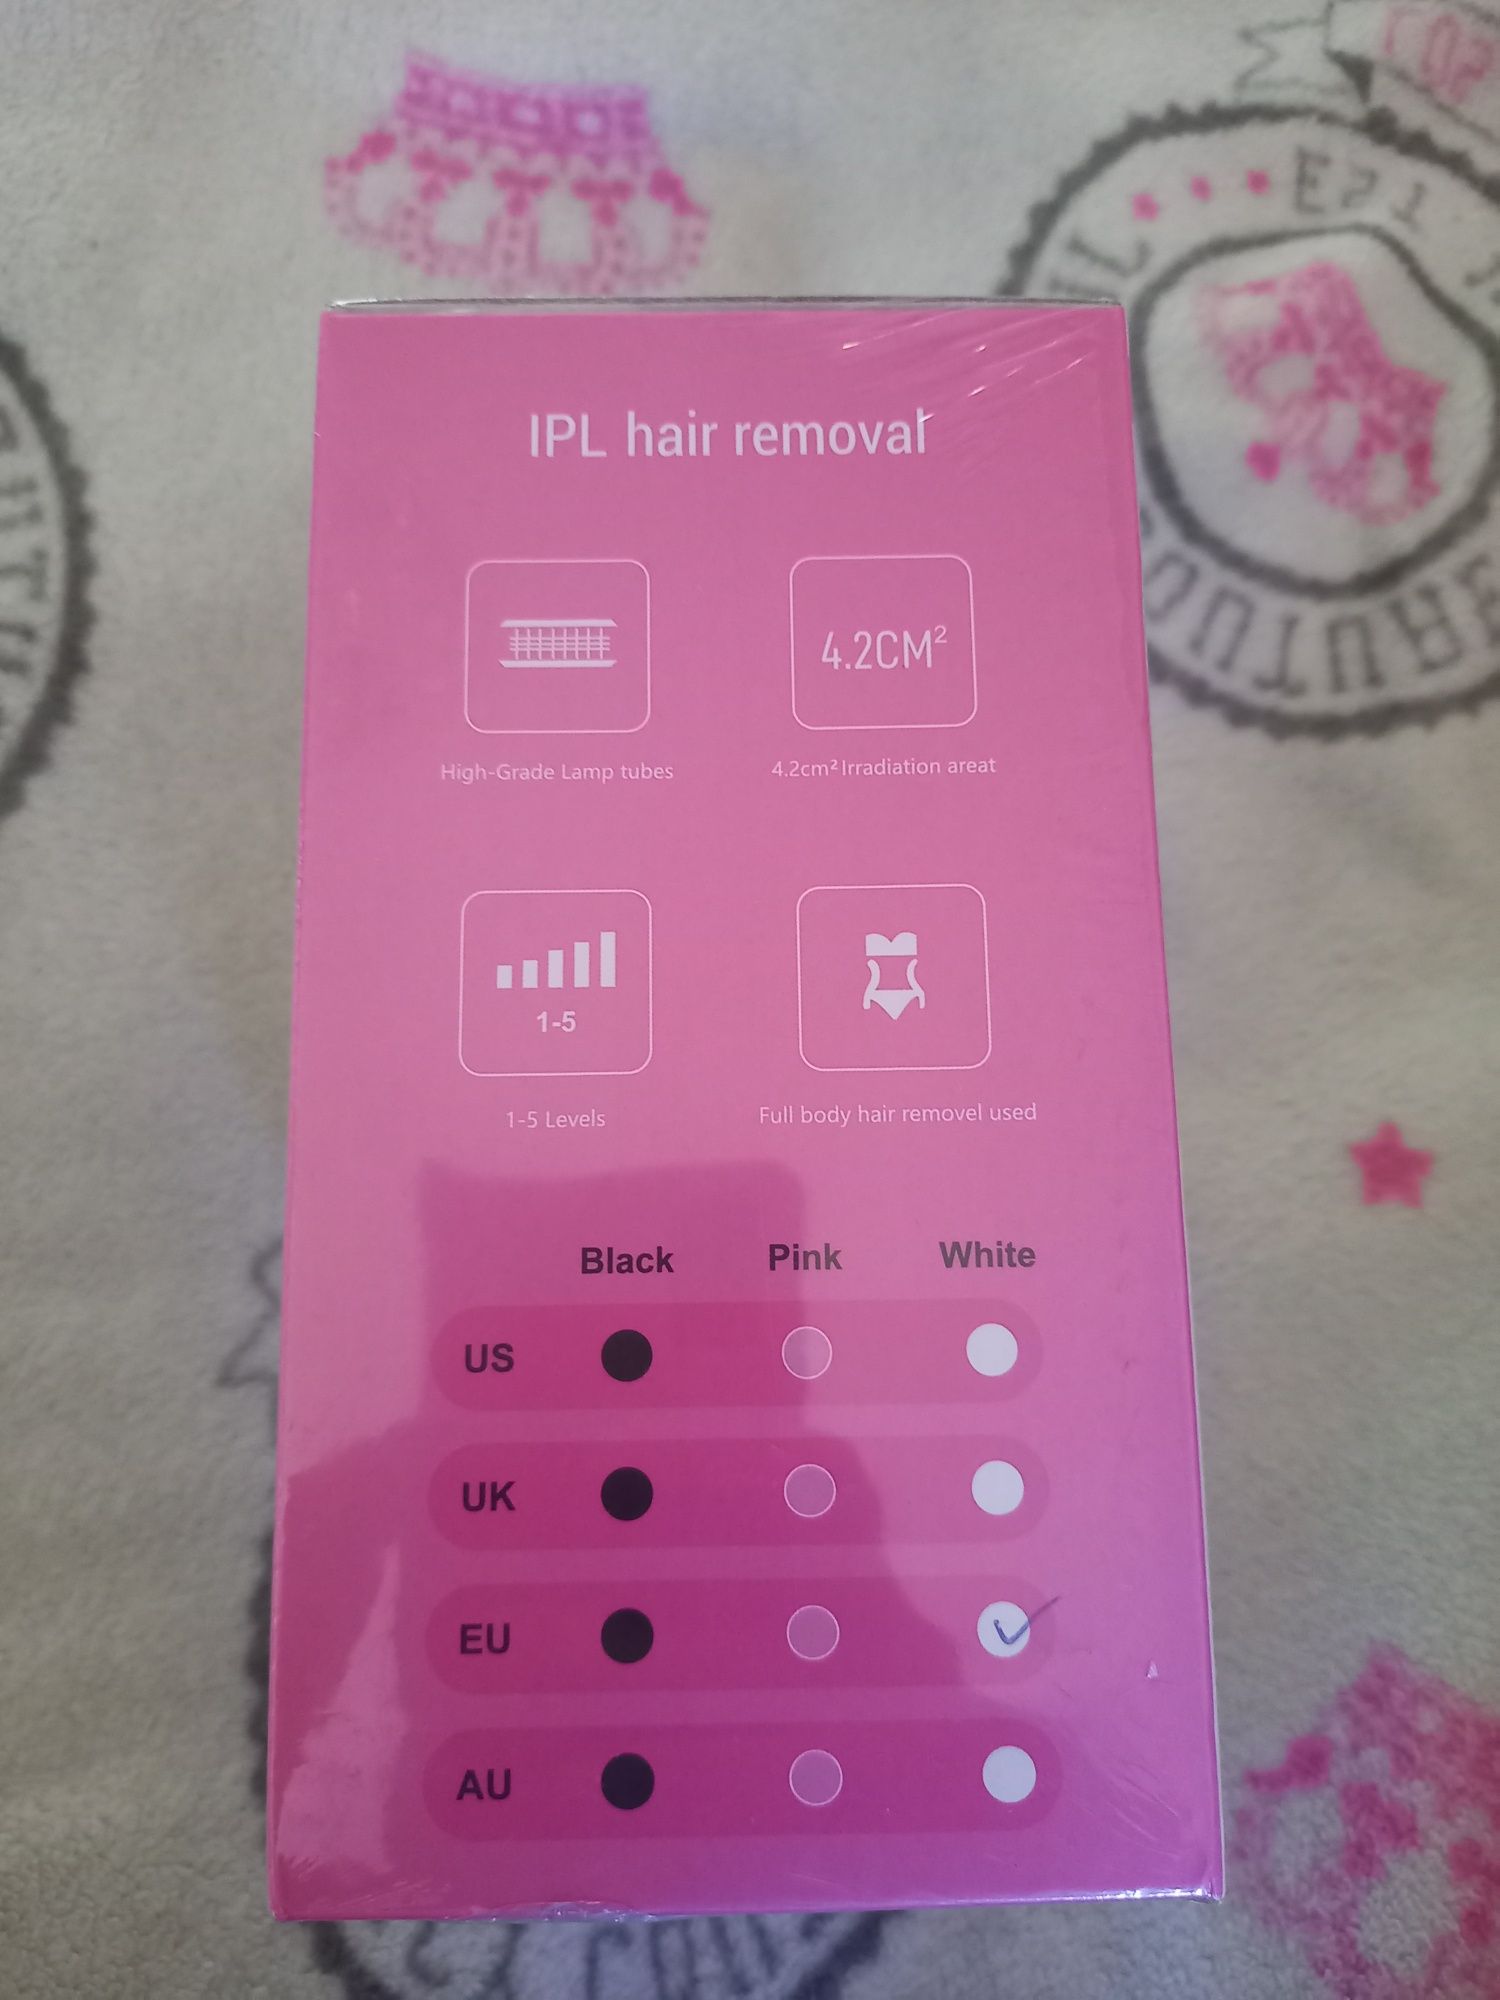 IPL hair removal
4.2CM²
High-Grade Lamp tubes
4.2cm² Irradiation areat
1-5
1-5 Levels
Full body hair removel used
Black Pink White
US
UK
EU
AU